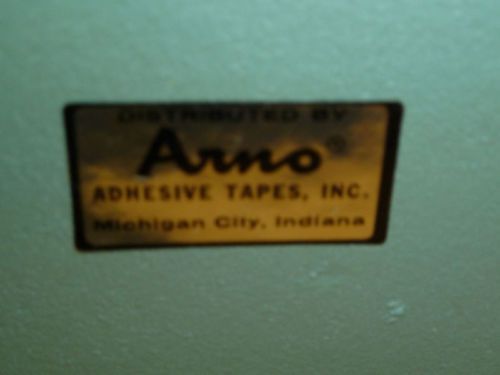 DISTRIBUTED BY
Arno®
ADHESIVE TAPES, INC.
Michigan City, Indiana